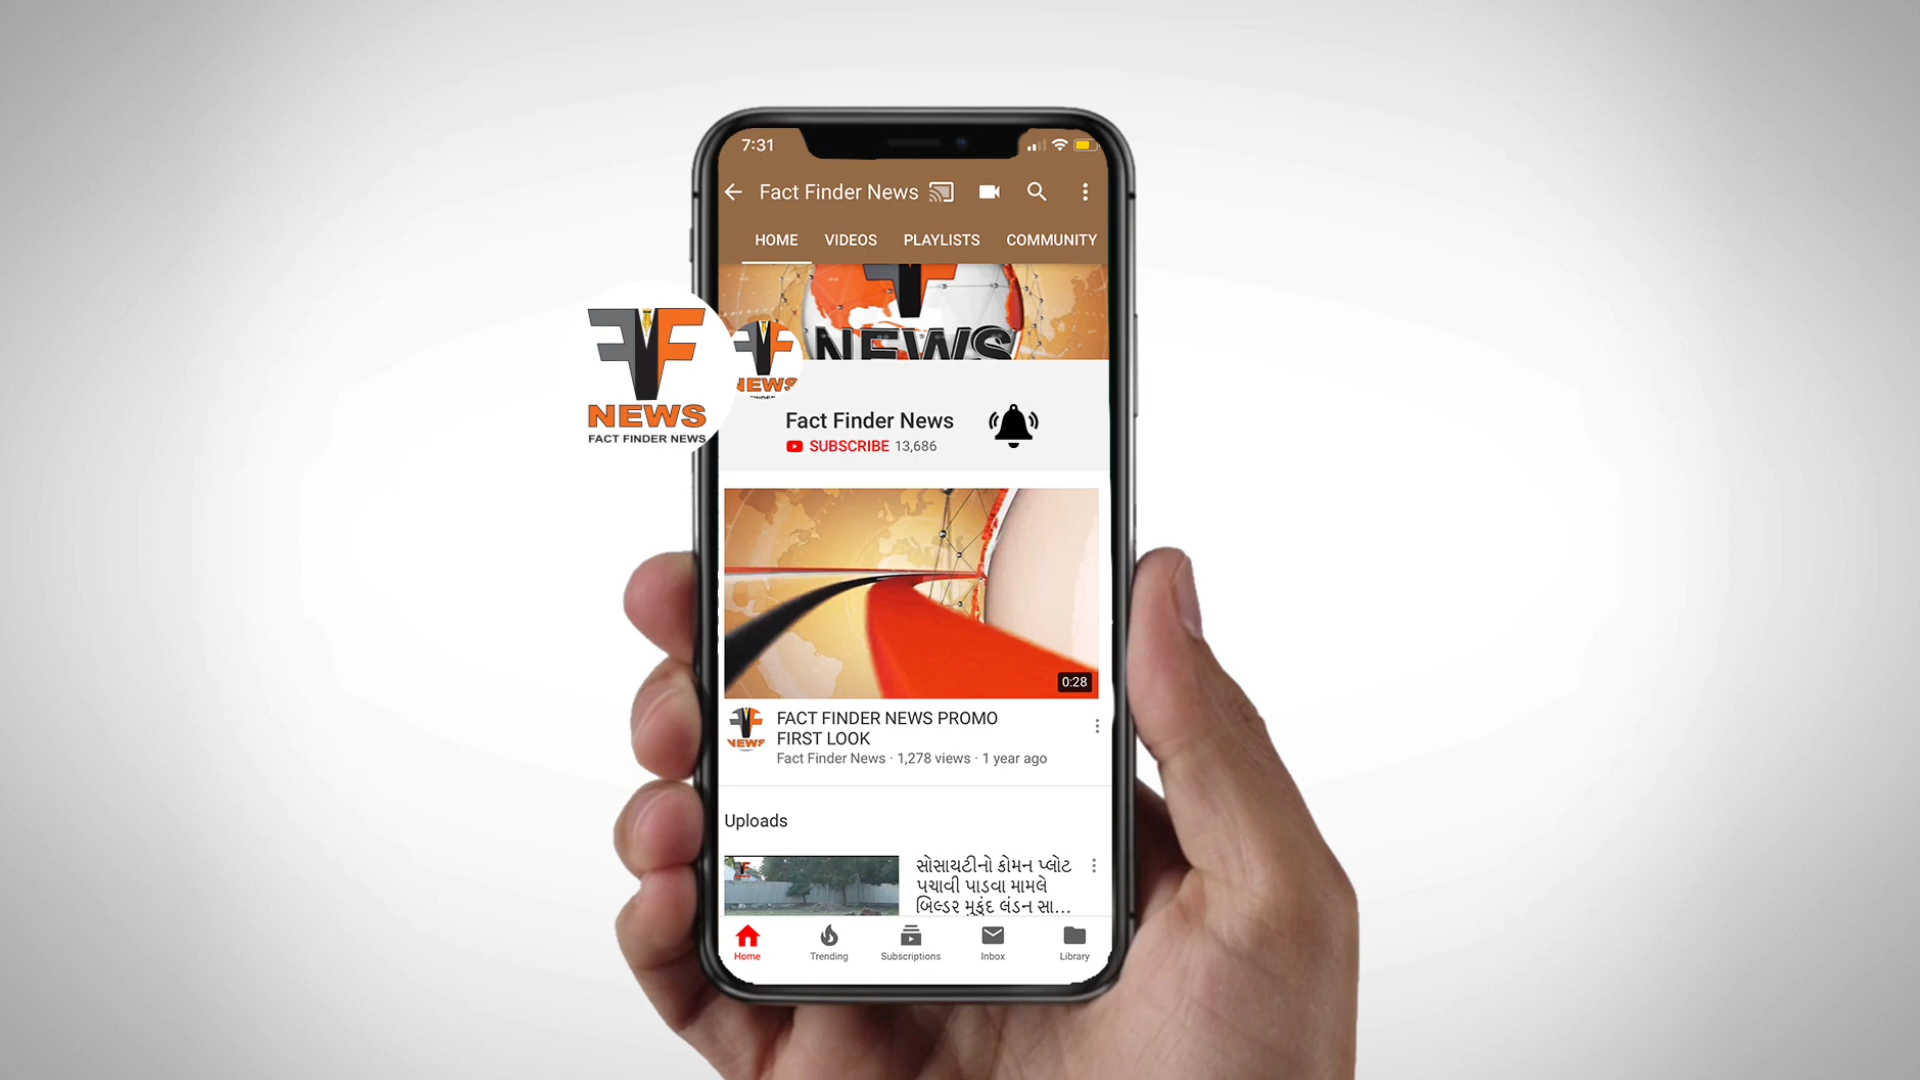 7:31
Fact Finder News
HOME VIDEOS PLAYLISTS COMMUNITY
NEWS
NEWS
FACT FINDER NEWS
NEWS
Fact Finder News
SUBSCRIBE 13,686
0:28
FACT FINDER NEWS PROMO
FIRST LOOK
Fact Finder News · 1,278 views · 1 year ago
NEWS
Uploads
સોસાયટીનો કોમન પ્લોટ
પચાવી પાડવા મામલે
બિલ્ડર મુકુંદ લંડન સા...
Home Trending Subscriptions Inbox Library